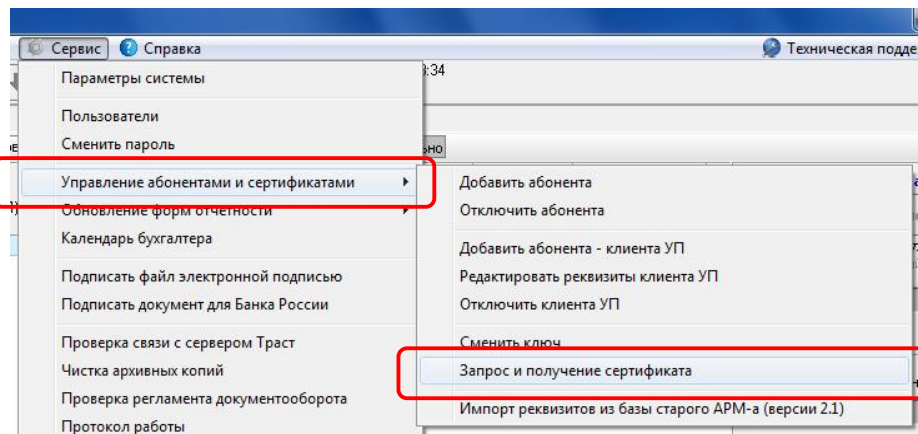 Сервис Справка Техническая подде
Параметры системы
3:34
Пользователи
Сменить пароль
ьно
Управление абонентами и сертификатами
Обновление форм отчетности
Календарь бухгалтера
Подписать файл электронной подписью
Подписать документ для Банка России
Проверка связи с сервером Траст
Чистка архивных копий
Проверка регламента документооборота
Протокол работы
Добавить абонента
Отключить абонента
Добавить абонента - клиента УП
Редактировать реквизиты клиента УП
Отключить клиента УП
Сменить ключ
Запрос и получение сертификата
Импорт реквизитов из базы старого АРМ-а (версии 2.1)